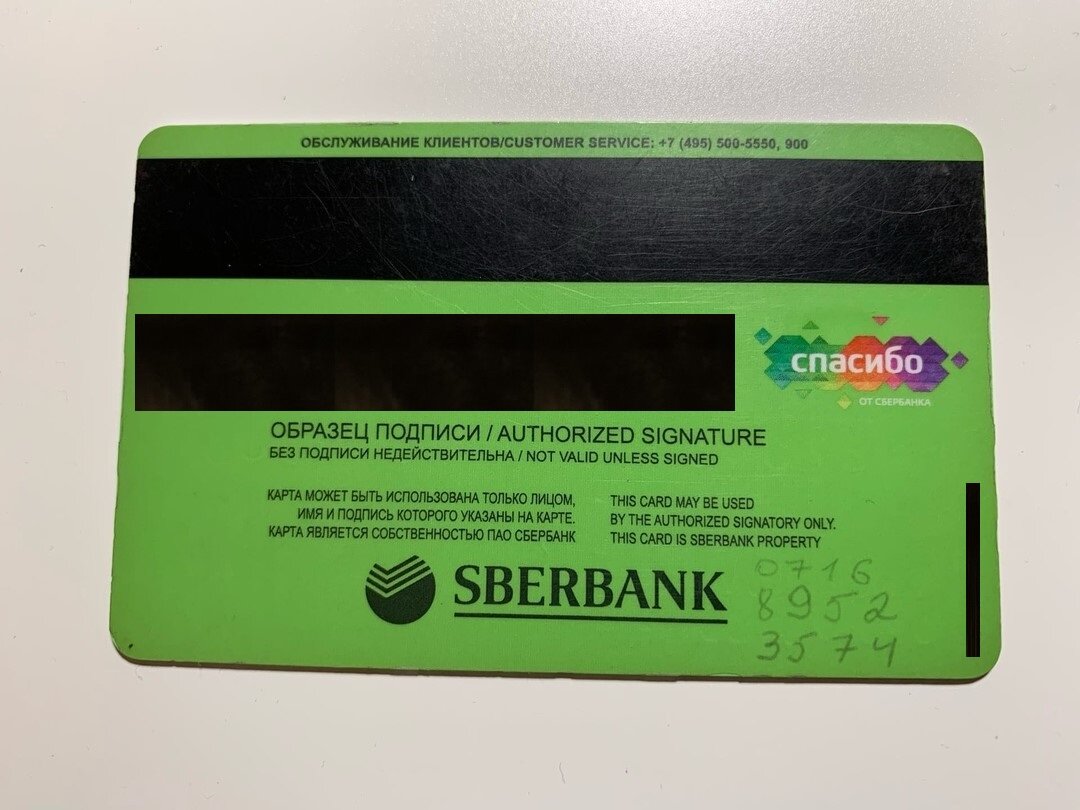 ОБСЛУЖИВАНИЕ КЛИЕНТОВ/CUSTOMER SERVICE: +7 (495) 500-5550, 900
спасибо
ОТ СБЕРБАНКА
ОБРАЗЕЦ ПОДПИСИ / AUTHORIZED SIGNATURE
БЕЗ ПОДПИСИ НЕДЕЙСТВИТЕЛЬНА / NOT VALID UNLESS SIGNED
КАРТА МОЖЕТ БЫТЬ ИСПОЛЬЗОВАНА ТОЛЬКО ЛИЦОМ,
ИМЯ И ПОДПИСЬ КОТОРОГО УКАЗАНЫ НА КАРТЕ.
КАРТА ЯВЛЯЕТСЯ СОБСТВЕННОСТЬЮ ПАО СБЕРБАНК
THIS CARD MAY BE USED
BY THE AUTHORIZED SIGNATORY ONLY.
THIS CARD IS SBERBANK PROPERTY
SBERBANK
0716
8952
3574